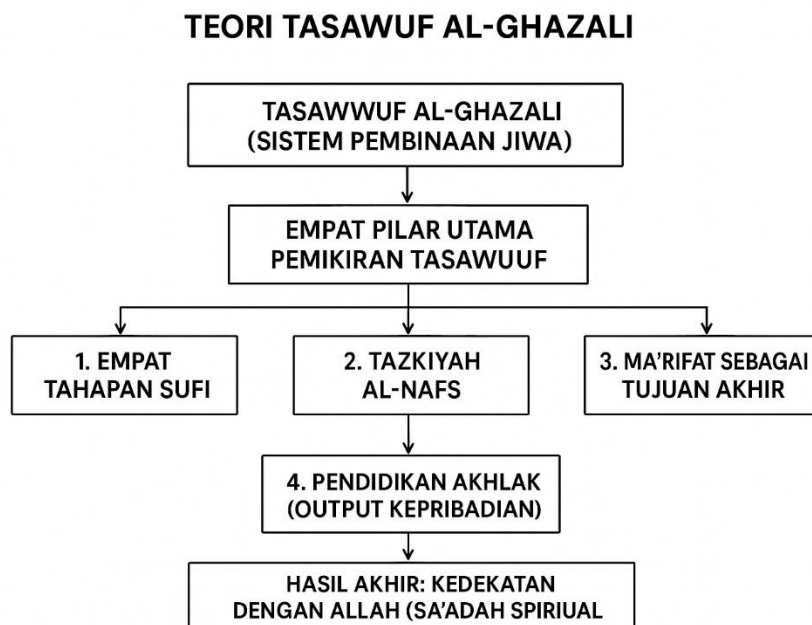 TEORI TASAWUF AL-GHAZALI
TASAWWUF AL-GHAZALI
(SISTEM PEMBINAAN JIWA)
EMPAT PILAR UTAMA
PEMIKIRAN TASAWUUF
1. EMPAT
TAHAPAN SUFI
2. TAZKIYAH
AL-NAFS
3. MA'RIFAT SEBAGAI
TUJUAN AKHIR
4. PENDIDIKAN AKHLAK
(OUTPUT KEPRIBADIAN)
HASIL AKHIR: KEDEKATAN
DENGAN ALLAH (SA'ADAH SPIRIUAL